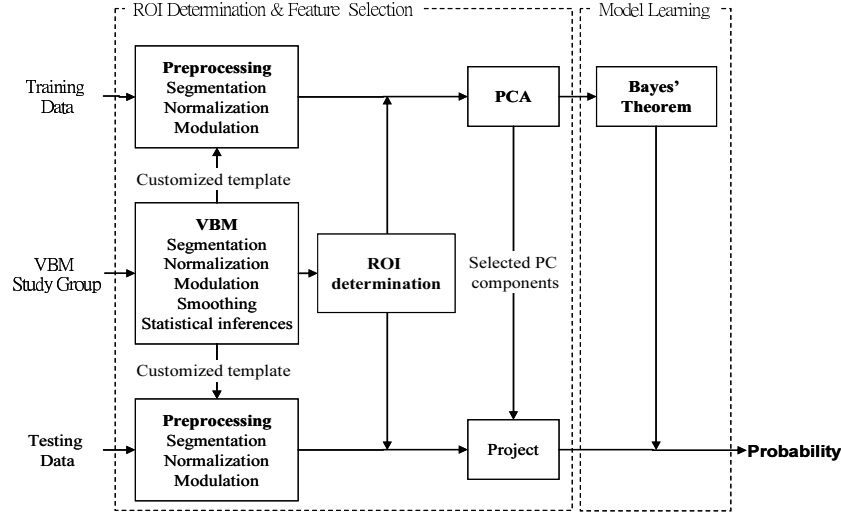 ROI Determination & Feature Selection
Model Learning
Training
Data
Preprocessing
Segmentation
Normalization
Modulation
PCA
Bayes'
Theorem
Customized template
VBM
Study Group
VBM
Segmentation
Normalization
Modulation
Smoothing
Statistical inferences
ROI
determination
Selected PC
components
Customized template
Testing
Data
Preprocessing
Segmentation
Normalization
Modulation
Project
Probability